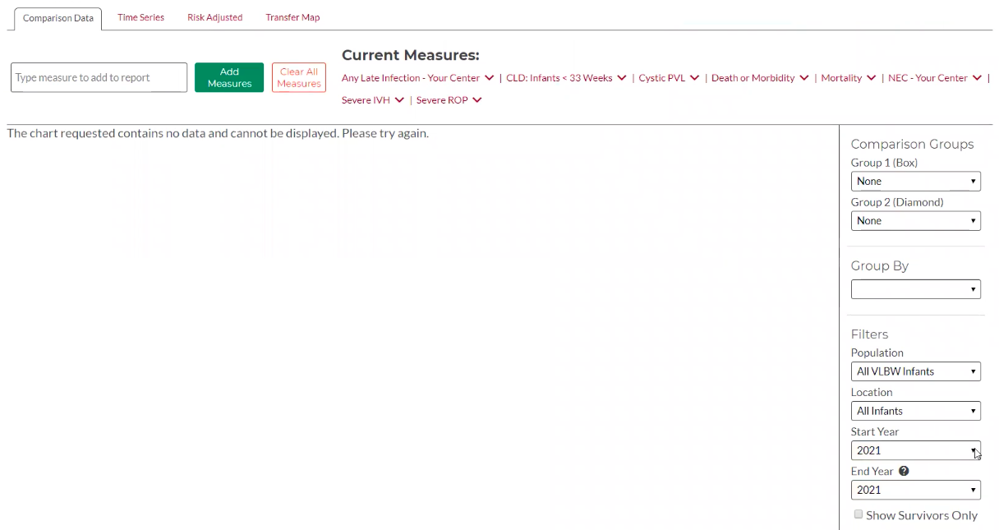 Comparison Data Time Series Risk Adjusted Transfer Map
Current Measures:
Type measure to add to report
Add
Measures
Clear All
Measures
Any Late Infection - Your Center | CLD: Infants < 33 Weeks | Cystic PVL | Death or Morbidity | Mortality | NEC - Your Center |
Severe IVH | Severe ROP
The chart requested contains no data and cannot be displayed. Please try again.
Comparison Groups
Group 1 (Box)
None
Group 2 (Diamond)
None
Group By
Filters
Population
All VLBW Infants
Location
All Infants
Start Year
2021
End Year ?
2021
Show Survivors Only